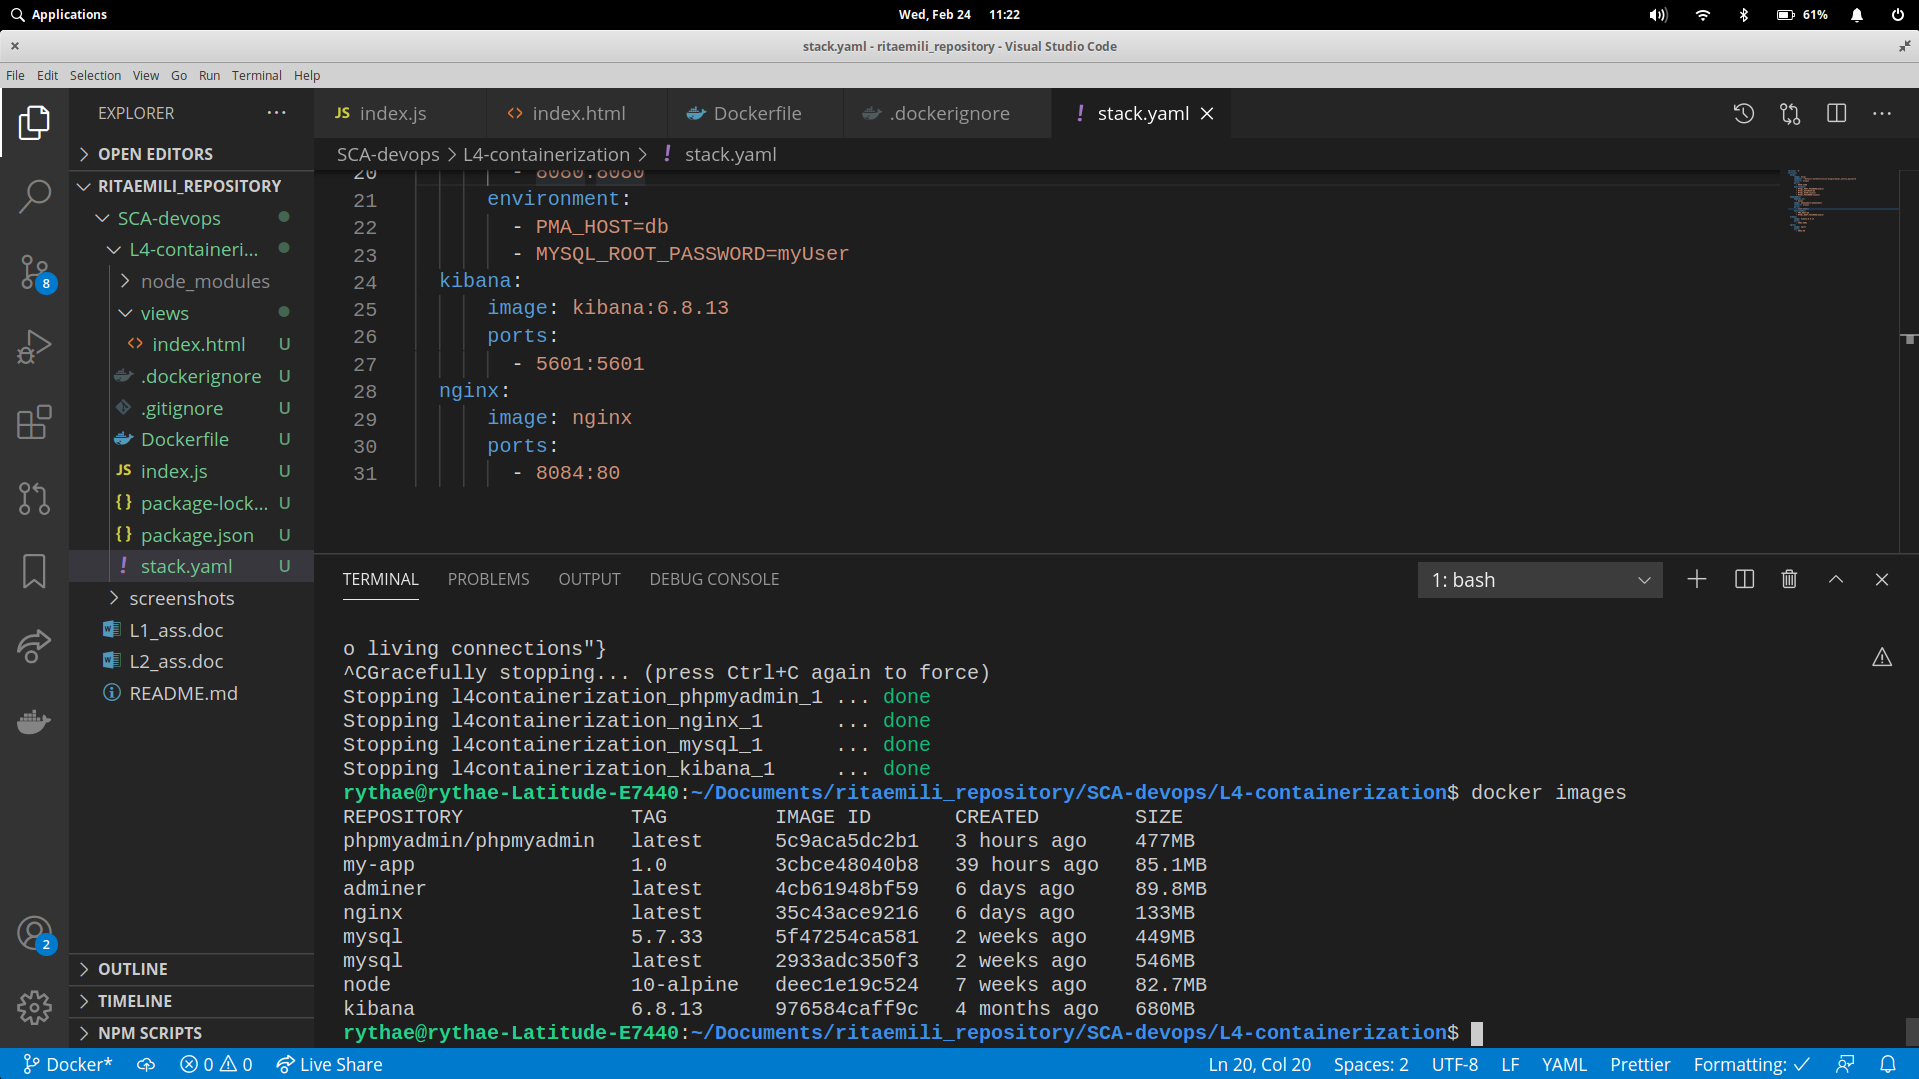 Applications
Wed, Feb 24 11:22
61%
stack.yaml - ritaemili_repository - Visual Studio Code
File Edit Selection View Go Run Terminal Help
EXPLORER
OPEN EDITORS
RITAEMILI_REPOSITORY
SCA-devops
L4-containeri...
node_modules
views
index.html U
.dockerignore U
.gitignore U
Dockerfile U
JS index.js U
{} package-lock... U
{} package.json U
! stack.yaml U
screenshots
L1_ass.doc
L2_ass.doc
README.md
OUTLINE
TIMELINE
NPM SCRIPTS
8
2
JS index.js
<> index.html
Dockerfile
.dockerignore
! stack.yaml
SCA-devops > L4-containerization > ! stack.yaml
20 - 8080:8080
21 environment:
22 - PMA_HOST=db
23 - MYSQL_ROOT_PASSWORD=myUser
24 kibana:
25 image: kibana:6.8.13
26 ports:
27 - 5601:5601
28 nginx:
29 image: nginx
30 ports:
31 - 8084:80
TERMINAL PROBLEMS OUTPUT DEBUG CONSOLE
1: bash
o living connections"}
^CGracefully stopping... (press Ctrl+C again to force)
Stopping l4containerization_phpmyadmin_1 ... done
Stopping l4containerization_nginx_1 ... done
Stopping l4containerization_mysql_1 ... done
Stopping l4containerization_kibana_1 ... done
rythae@rythae-Latitude-E7440:~/Documents/ritaemili_repository/SCA-devops/L4-containerization$ docker images
REPOSITORY TAG IMAGE ID CREATED SIZE
phpmyadmin/phpmyadmin latest 5c9aca5dc2b1 3 hours ago 477MB
my-app 1.0 3cbce48040b8 39 hours ago 85.1MB
adminer latest 4cb61948bf59 6 days ago 89.8MB
nginx latest 35c43ace9216 6 days ago 133MB
mysql 5.7.33 5f47254ca581 2 weeks ago 449MB
mysql latest 2933adc350f3 2 weeks ago 546MB
node 10-alpine deec1e19c524 7 weeks ago 82.7MB
kibana 6.8.13 976584caff9c 4 months ago 680MB
rythae@rythae-Latitude-E7440:~/Documents/ritaemili_repository/SCA-devops/L4-containerization$
Docker* 0 0 Live Share
Ln 20, Col 20 Spaces: 2 UTF-8 LF YAML Prettier Formatting: ✓